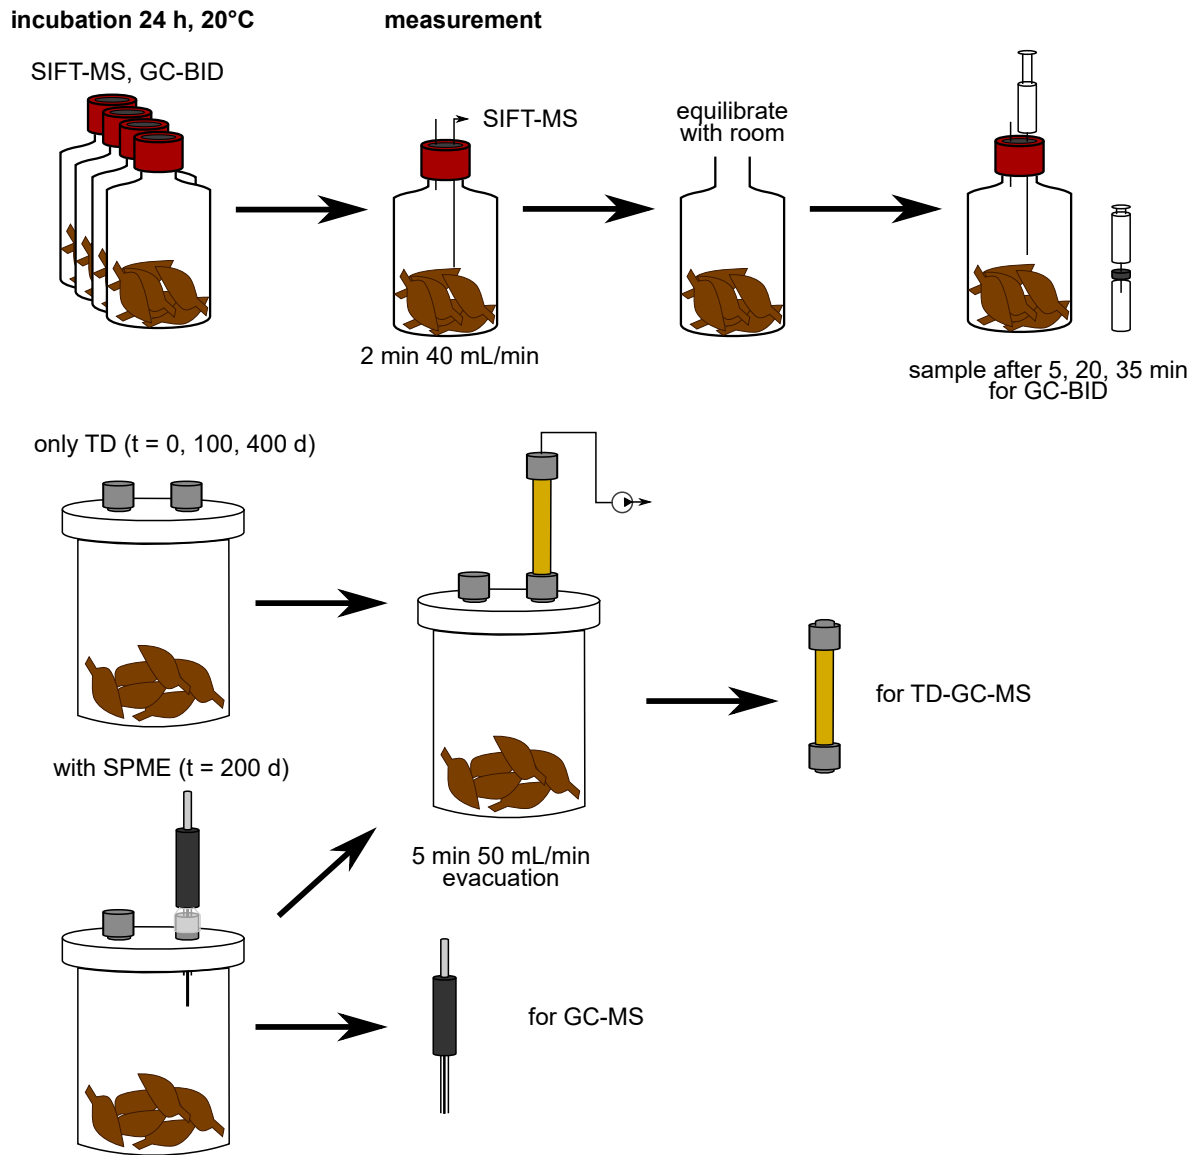 incubation 24 h, 20°C
measurement
SIFT-MS, GC-BID
SIFT-MS
equilibrate
with room
2 min 40 mL/min
sample after 5, 20, 35 min
for GC-BID
only TD (t = 0, 100, 400 d)
for TD-GC-MS
with SPME (t = 200 d)
5 min 50 mL/min
evacuation
for GC-MS